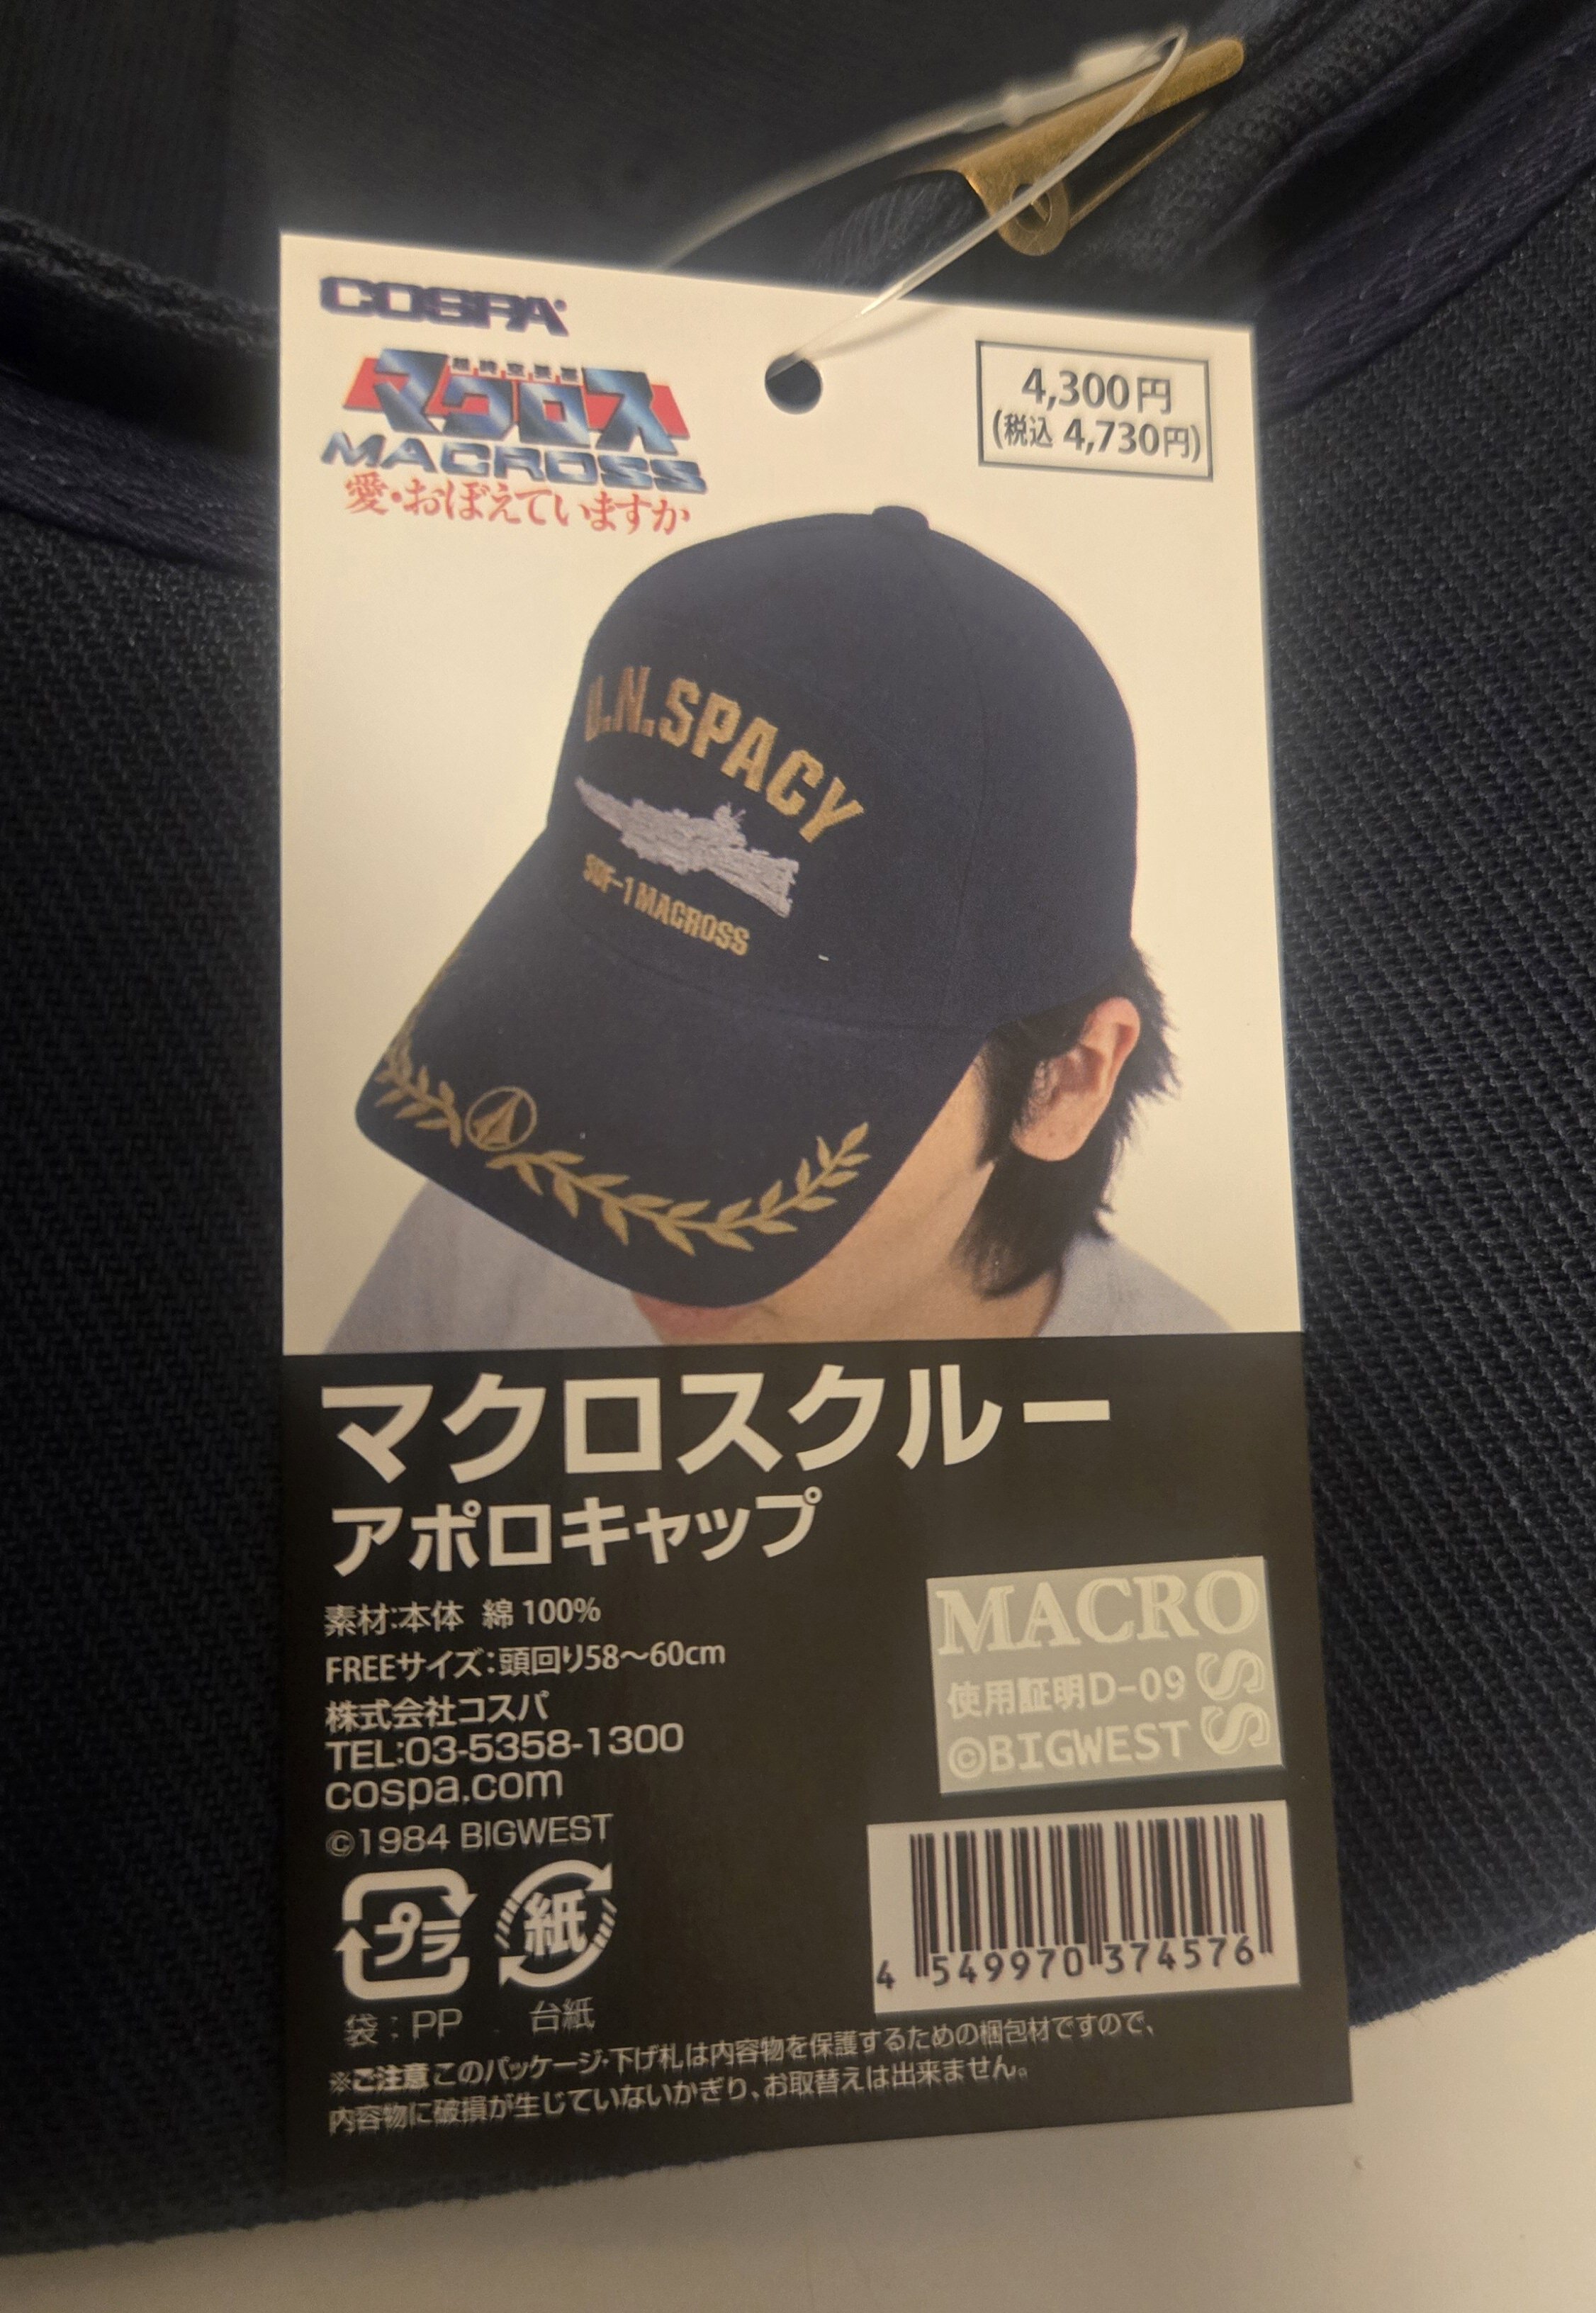 COSPA
超時空要塞
マクロス
MACROSS
愛・おぼえていますか
4,300円
(税込 4,730円)
U.N.SPACY
SDF-1 MACROSS
マクロスクルー
アポロキャップ
素材:本体 綿100%
FREEサイズ:頭回り58～60cm
株式会社コスパ
TEL:03-5358-1300
cospa.com
©1984 BIGWEST
MACROSS
使用証明D-09
©BIGWEST
プラ
紙
袋:PP
台紙
4 549970 374576
※ご注意 このパッケージ・下げ札は内容物を保護するための梱包材ですので、
内容物に破損が生じていないかぎり、お取替えは出来ません。